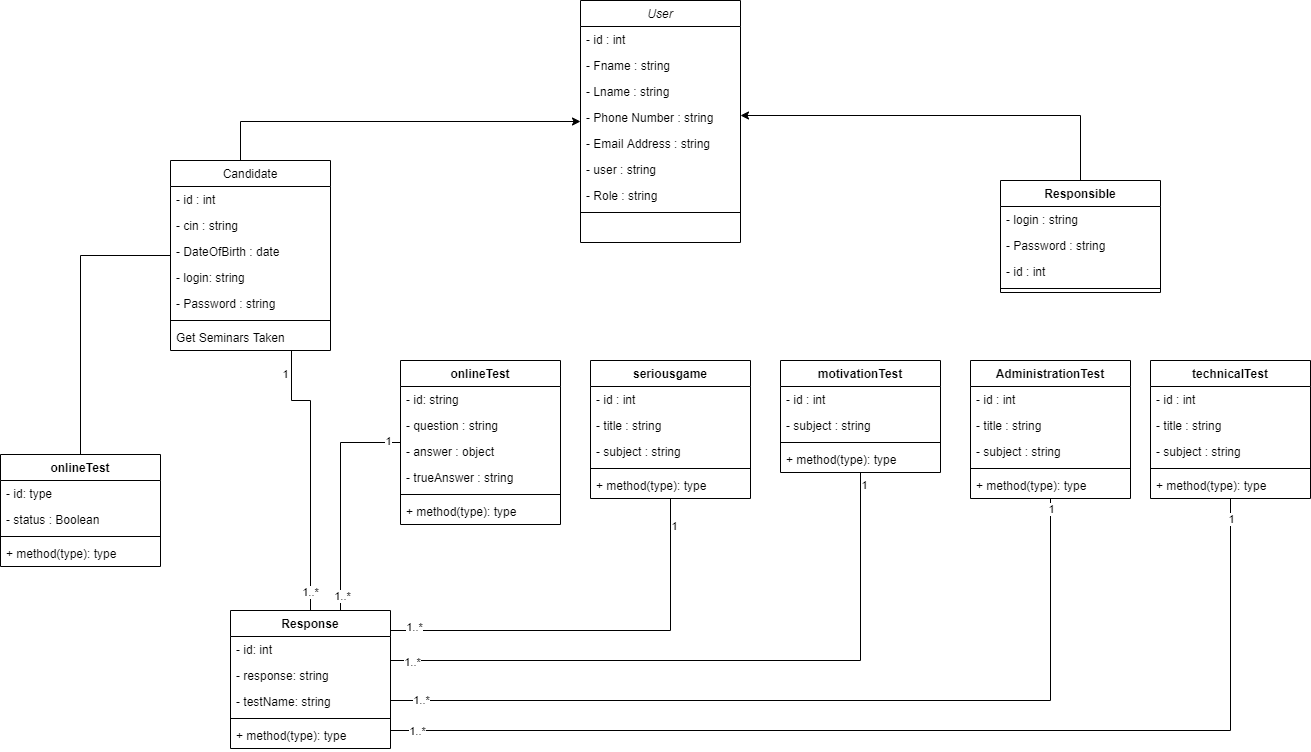 User
- id : int
- Fname : string
- Lname : string
- Phone Number : string
- Email Address : string
- user : string
- Role : string
Candidate
- id : int
- cin : string
- DateOfBirth : date
- login: string
- Password : string
Get Seminars Taken
Responsible
- login : string
- Password : string
- id : int
onlineTest
- id: type
- status : Boolean
+ method(type): type
onlineTest
- id: string
- question : string
- answer : object
- trueAnswer : string
+ method(type): type
seriousgame
- id : int
- title : string
- subject : string
+ method(type): type
motivationTest
- id : int
- subject : string
+ method(type): type
AdministrationTest
- id : int
- title : string
- subject : string
+ method(type): type
technicalTest
- id : int
- title : string
- subject : string
+ method(type): type
1
1
1
1
1
1
1..*
1..*
1..*
1..*
1..*
1..*
Response
- id: int
- response: string
- testName: string
+ method(type): type